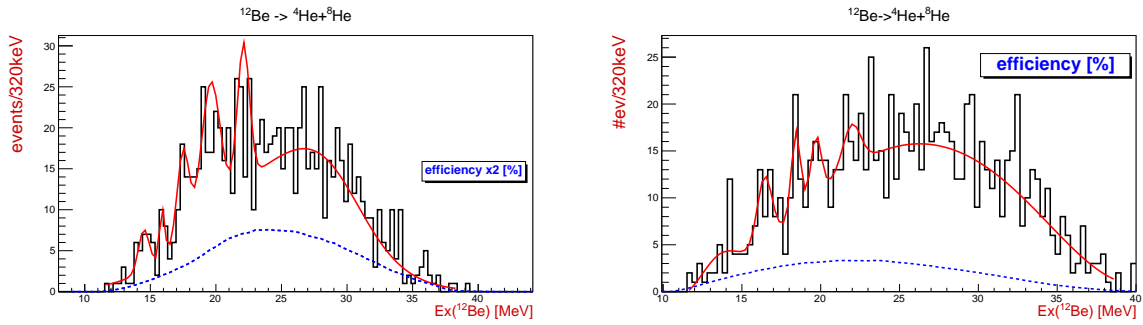 ¹²Be -> ⁴He+⁸He
events/320keV
30
25
20
15
10
5
0
efficiency x2 [%]
10 15 20 25 30 35 40
Ex(¹²Be) [MeV]
¹²Be->⁴He+⁸He
#ev/320keV
25
20
15
10
5
0
efficiency [%]
10 15 20 25 30 35 40
Ex(¹²Be) [MeV]